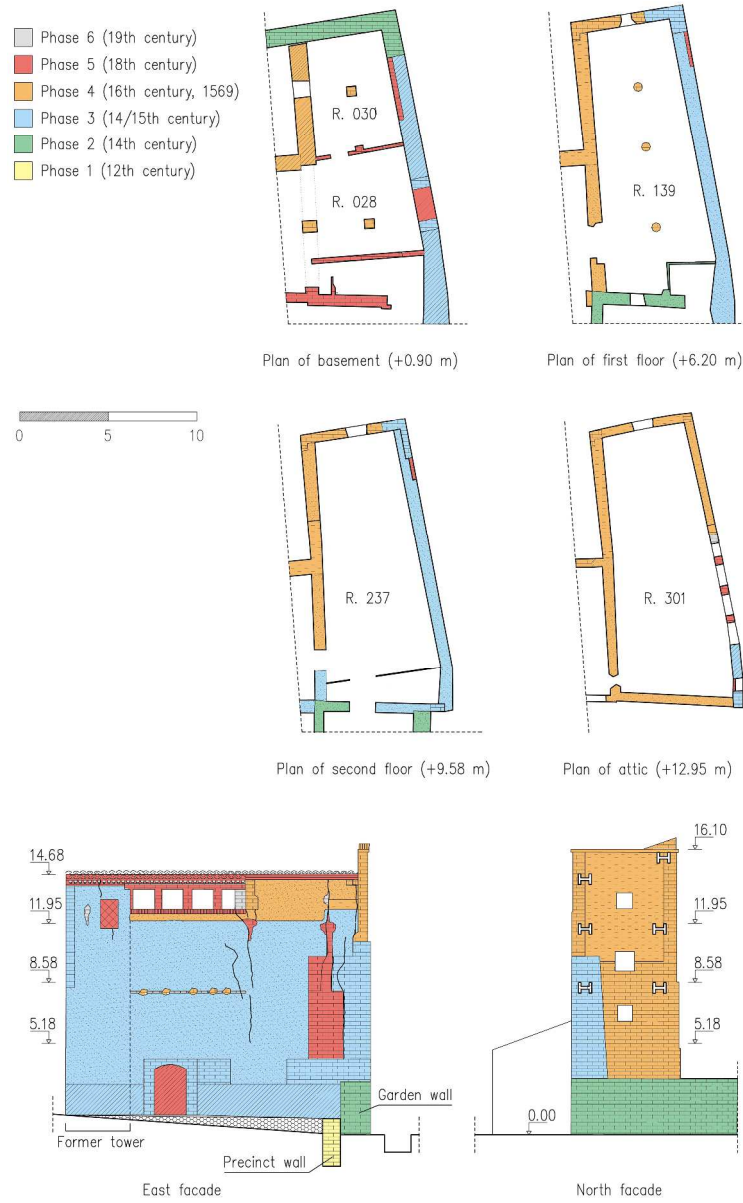 Phase 6 (19th century)
Phase 5 (18th century)
Phase 4 (16th century, 1569)
Phase 3 (14/15th century)
Phase 2 (14th century)
Phase 1 (12th century)
R. 030
R. 028
R. 139
Plan of basement (+0.90 m)
Plan of first floor (+6.20 m)
0 5 10
R. 237
R. 301
Plan of second floor (+9.58 m)
Plan of attic (+12.95 m)
14.68
11.95
8.58
5.18
16.10
11.95
8.58
5.18
0.00
Garden wall
Former tower
Precinct wall
East facade
North facade